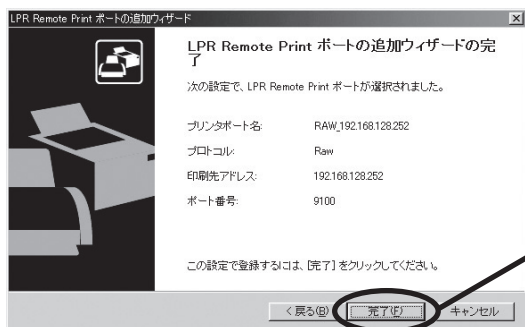 LPR Remote Print ポートの追加ウィザード
LPR Remote Print ポートの追加ウィザードの完
了
次の設定で、LPR Remote Print ポートが選択されました。
プリンタポート名: RAW_192.168.128.252
プロトコル: Raw
印刷先アドレス: 192.168.128.252
ポート番号: 9100
この設定で登録するには、[完了] をクリックしてください。
< 戻る(B) 完了(F) キャンセル